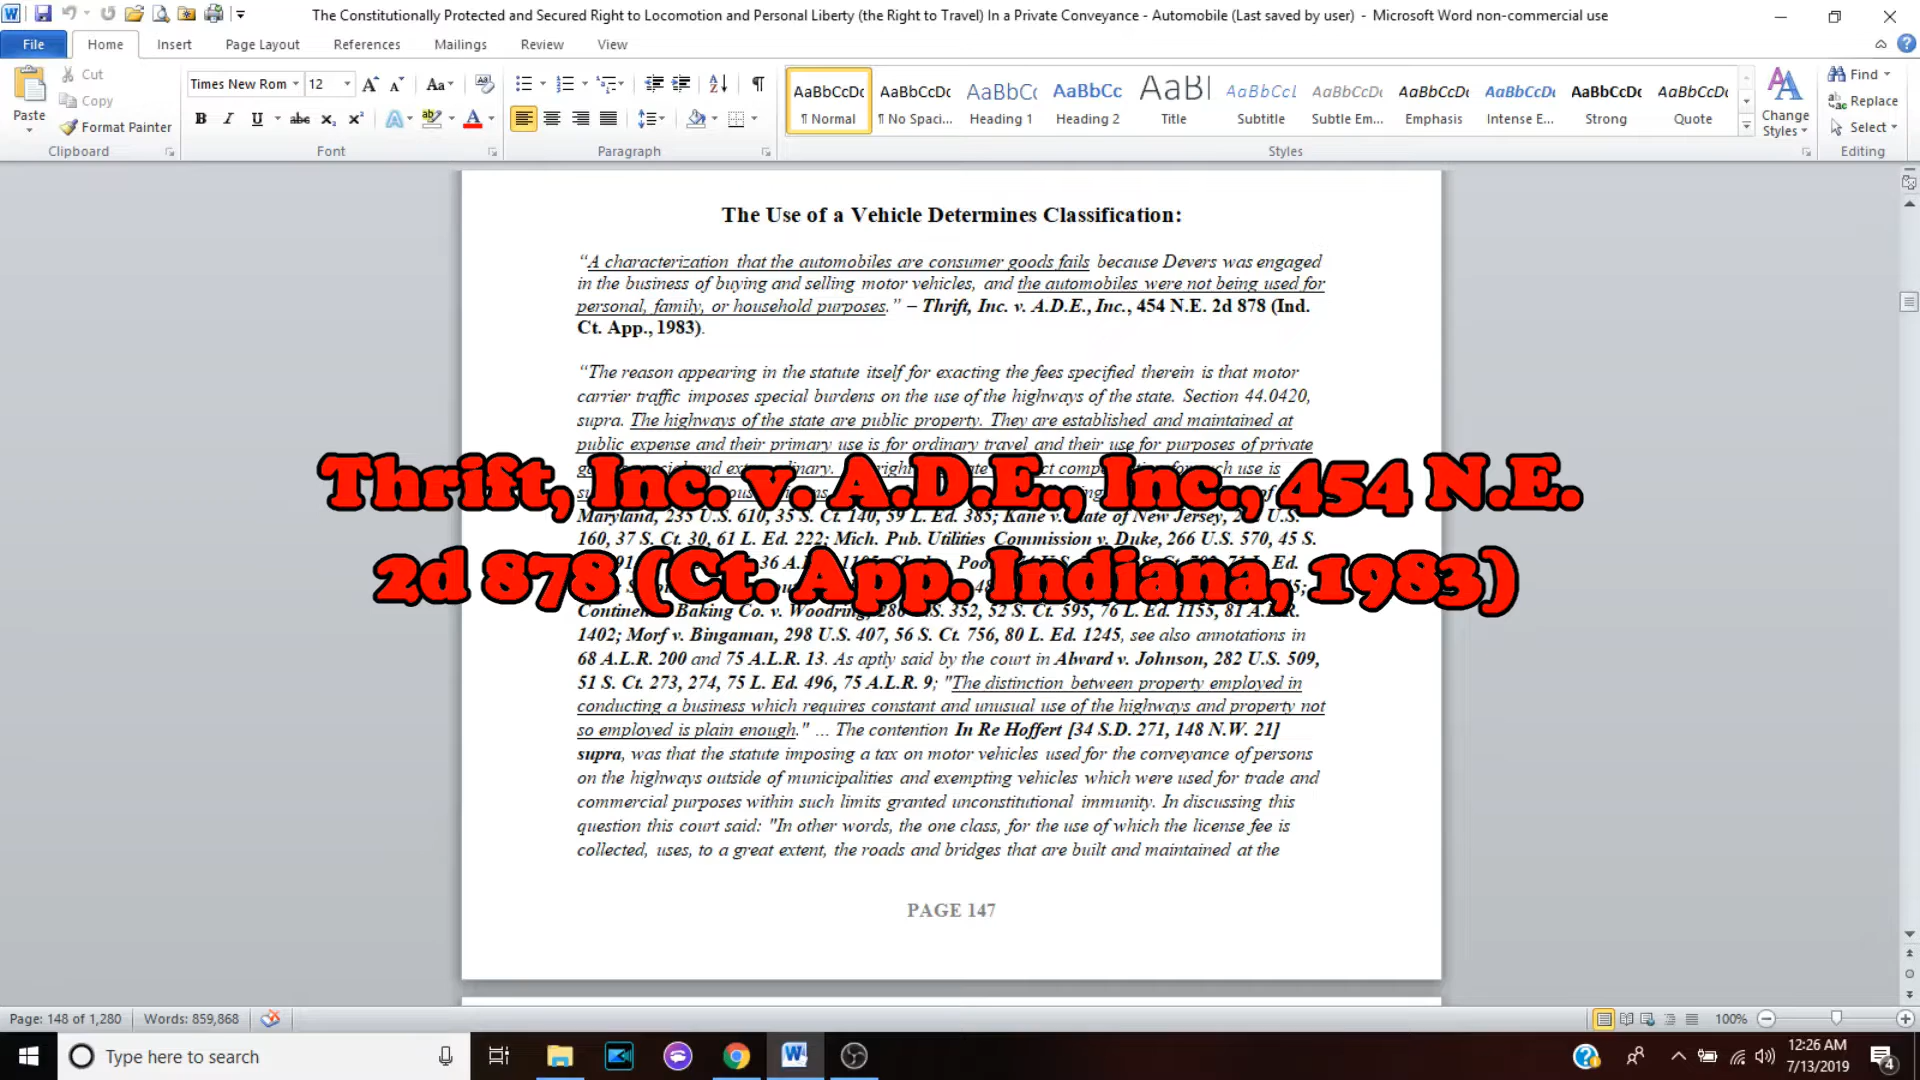 The Constitutionally Protected and Secured Right to Locomotion and Personal Liberty (the Right to Travel) In a Private Conveyance - Automobile (Last saved by user) - Microsoft Word non-commercial use
File Home Insert Page Layout References Mailings Review View
Cut
Copy
Format Painter
Paste
Clipboard
Times New Rom 12
Font
Paragraph
AaBbCcDc AaBbCcDc AaBbC AaBbCc AaBl AaBbCcL AaBbCcDc AaBbCcDc AaBbCcDc AaBbCcDc AaBbCcDc
¶ Normal ¶ No Spaci... Heading 1 Heading 2 Title Subtitle Subtle Em... Emphasis Intense E... Strong Quote
Styles
Change Styles
Find
Replace
Select
Editing
The Use of a Vehicle Determines Classification:
“A characterization that the automobiles are consumer goods fails because Devers was engaged
in the business of buying and selling motor vehicles, and the automobiles were not being used for
personal, family, or household purposes.” – Thrift, Inc. v. A.D.E., Inc., 454 N.E. 2d 878 (Ind.
Ct. App., 1983).
“The reason appearing in the statute itself for exacting the fees specified therein is that motor
carrier traffic imposes special burdens on the use of the highways of the state. Section 44.0420,
supra. The highways of the state are public property. They are established and maintained at
public expense and their primary use is for ordinary travel and their use for purposes of private
Thrift, Inc. v. A.D.E., Inc., 454 N.E.
2d 878 (Ct. App. Indiana, 1983)
Maryland, 235 U.S. 610, 35 S. Ct. 140, 59 L. Ed. 385; Kane v. State of New Jersey, U.S.
160, 37 S. Ct. 30, 61 L. Ed. 222; Mich. Pub. Utilities Commission v. Duke, 266 U.S. 570, 45 S.
Continental Baking Co. v. Woodring, 286 U.S. 352, 52 S. Ct. 595, 76 L. Ed. 1155, 81 A.L.R.
1402; Morf v. Bingaman, 298 U.S. 407, 56 S. Ct. 756, 80 L. Ed. 1245, see also annotations in
68 A.L.R. 200 and 75 A.L.R. 13. As aptly said by the court in Alward v. Johnson, 282 U.S. 509,
51 S. Ct. 273, 274, 75 L. Ed. 496, 75 A.L.R. 9; "The distinction between property employed in
conducting a business which requires constant and unusual use of the highways and property not
so employed is plain enough." ... The contention In Re Hoffert [34 S.D. 271, 148 N.W. 21]
supra, was that the statute imposing a tax on motor vehicles used for the conveyance of persons
on the highways outside of municipalities and exempting vehicles which were used for trade and
commercial purposes within such limits granted unconstitutional immunity. In discussing this
question this court said: "In other words, the one class, for the use of which the license fee is
collected, uses, to a great extent, the roads and bridges that are built and maintained at the
PAGE 147
Page: 148 of 1,280 Words: 859,868 100%
Type here to search
12:26 AM
7/13/2019
4